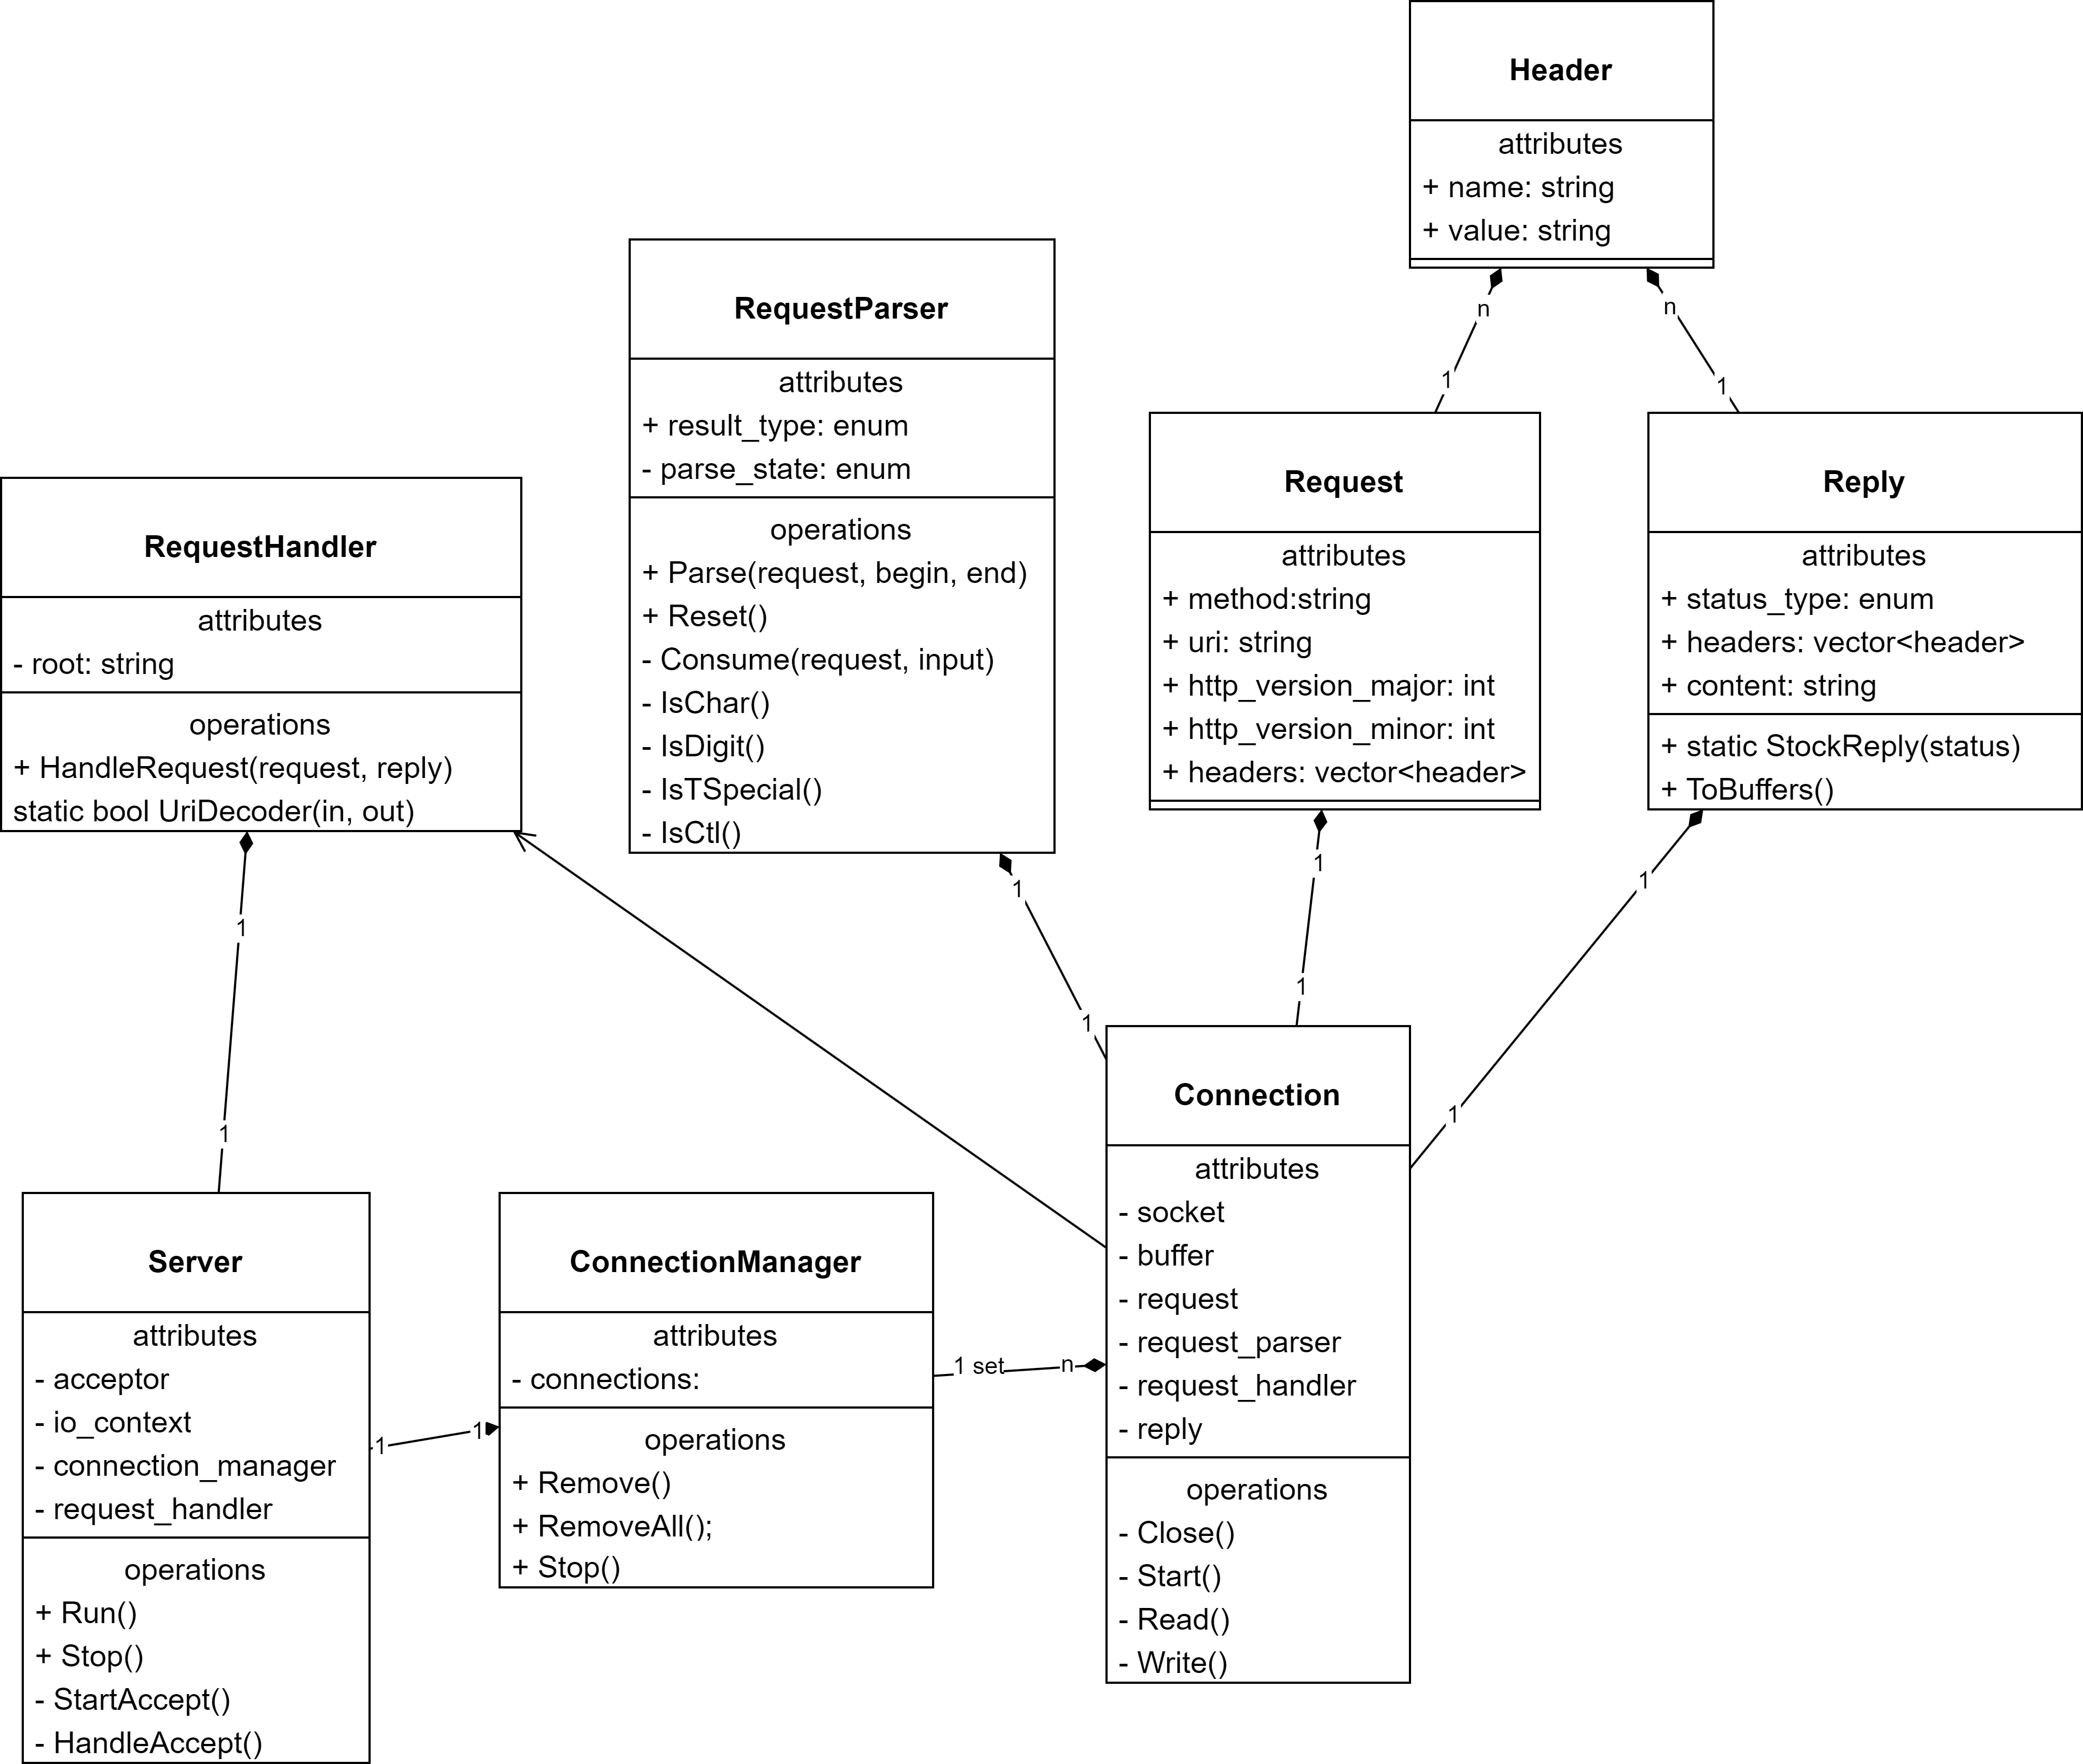 Header
attributes
+ name: string
+ value: string
n
n
1
1
RequestParser
attributes
+ result_type: enum
- parse_state: enum
operations
+ Parse(request, begin, end)
+ Reset()
- Consume(request, input)
- IsChar()
- IsDigit()
- IsTSpecial()
- IsCtl()
Request
attributes
+ method:string
+ uri: string
+ http_version_major: int
+ http_version_minor: int
+ headers: vector<header>
Reply
attributes
+ status_type: enum
+ headers: vector<header>
+ content: string
+ static StockReply(status)
+ ToBuffers()
RequestHandler
attributes
- root: string
operations
+ HandleRequest(request, reply)
static bool UriDecoder(in, out)
1
1
1
1
1
1
1
1
1
Connection
attributes
- socket
- buffer
- request
- request_parser
- request_handler
- reply
operations
- Close()
- Start()
- Read()
- Write()
Server
attributes
- acceptor
- io_context
- connection_manager
- request_handler
operations
+ Run()
+ Stop()
- StartAccept()
- HandleAccept()
1
1
ConnectionManager
attributes
- connections:
operations
+ Remove()
+ RemoveAll();
+ Stop()
1 set
n